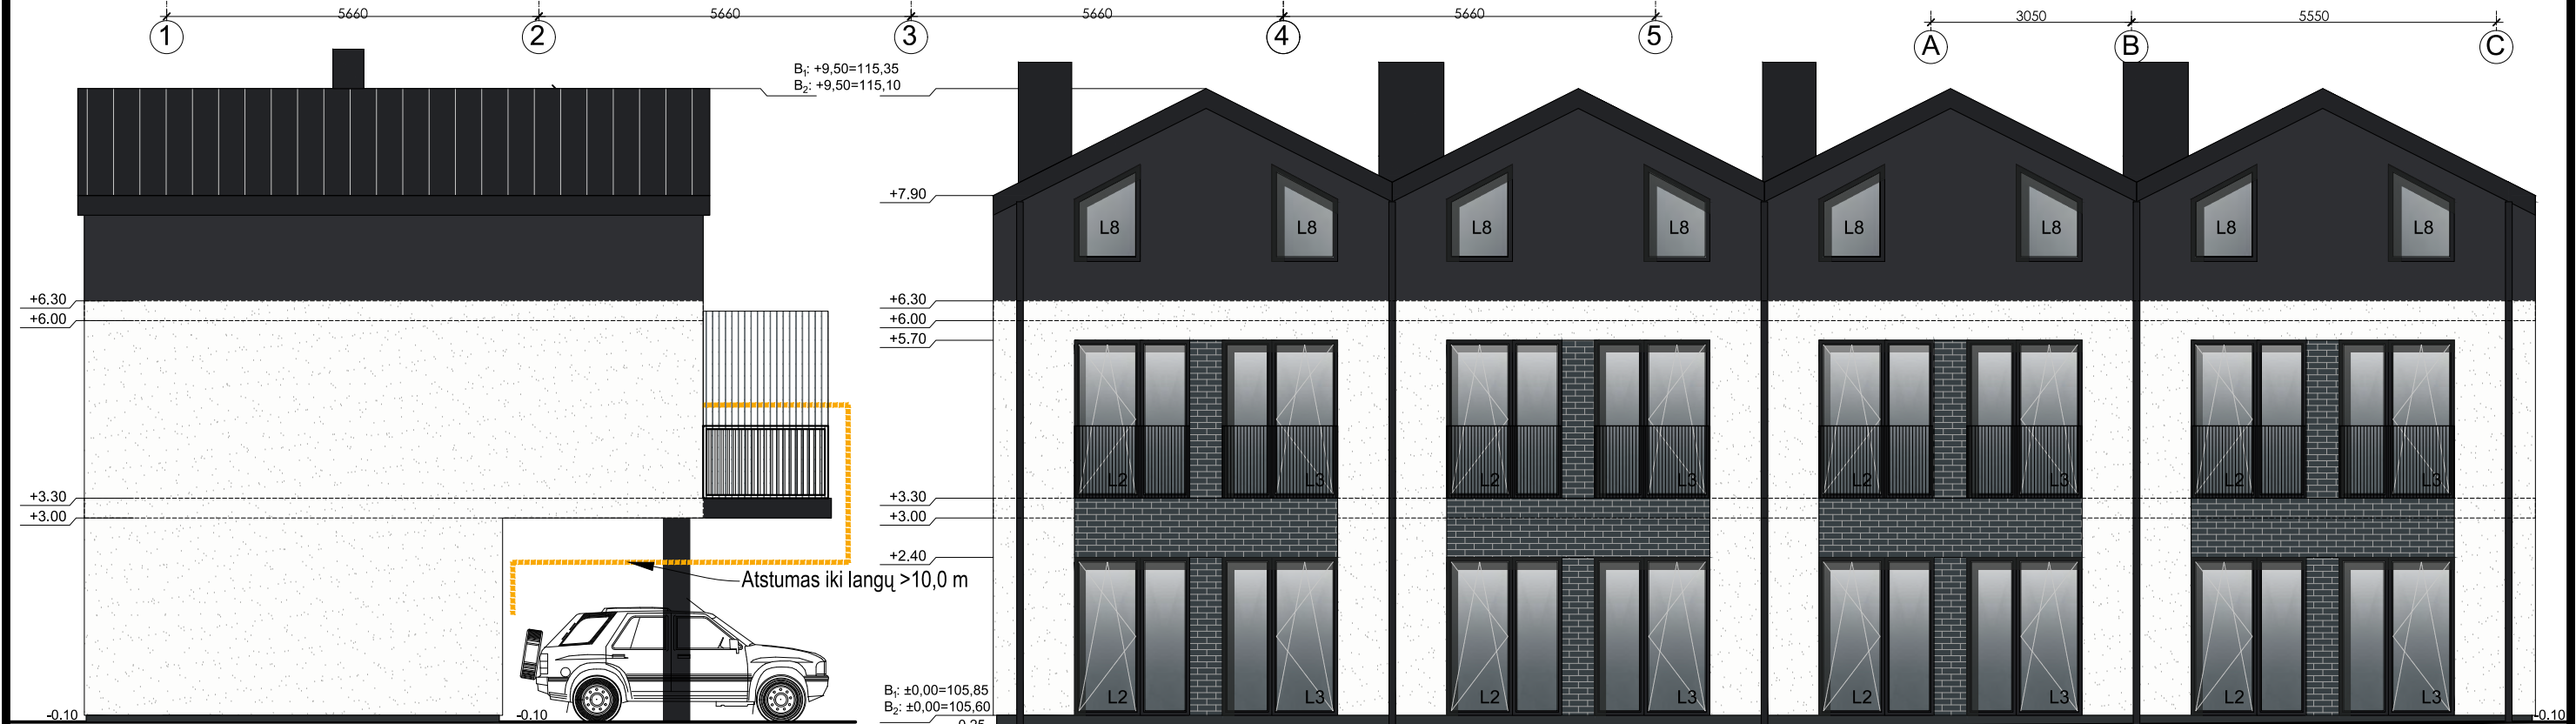 5660 5660 5660 5660 3050 5550
1 2 3 4 5 A B C
B₁: +9,50=115,35
B₂: +9,50=115,10
+7.90
L8 L8 L8 L8 L8 L8 L8 L8
+6.30 +6.30
+6.00 +6.00
+5.70
L2 L3 L2 L3 L2 L3 L2 L3
+3.30 +3.30
+3.00 +3.00
+2.40
Atstumas iki langų >10,0 m
B₁: ±0,00=105,85
B₂: ±0,00=105,60
L2 L3 L2 L3 L2 L3 L2 L3
-0.10 -0.10 -0.10